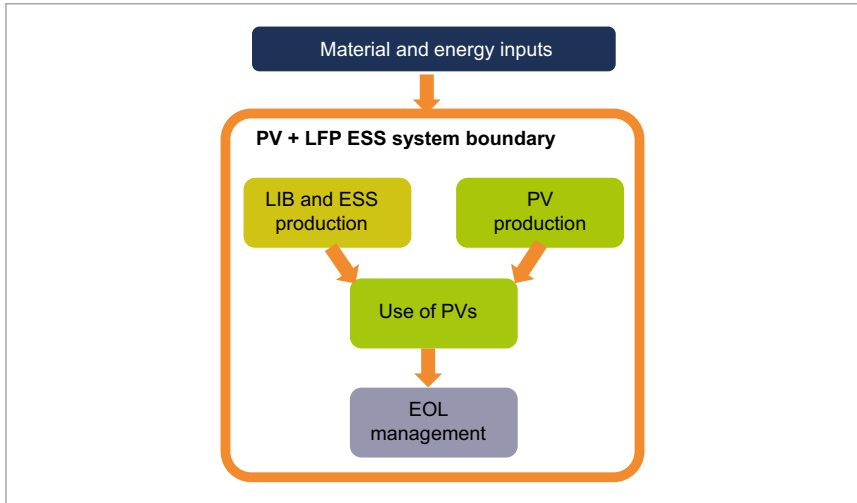 Material and energy inputs
PV + LFP ESS system boundary
LIB and ESS
production
PV
production
Use of PVs
EOL
management